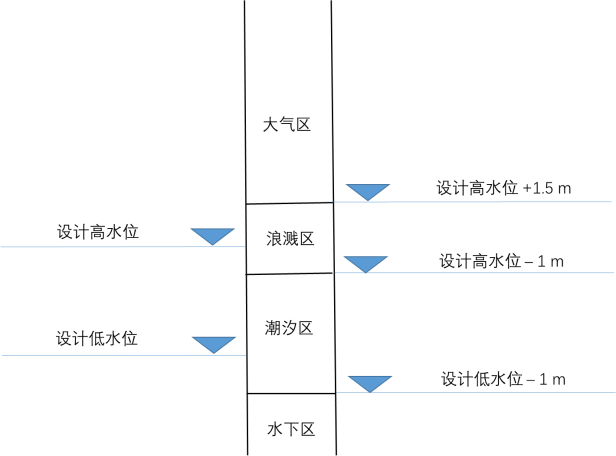 大气区
设计高水位 +1.5 m
设计高水位
浪溅区
设计高水位 – 1 m
潮汐区
设计低水位
设计低水位 – 1 m
水下区